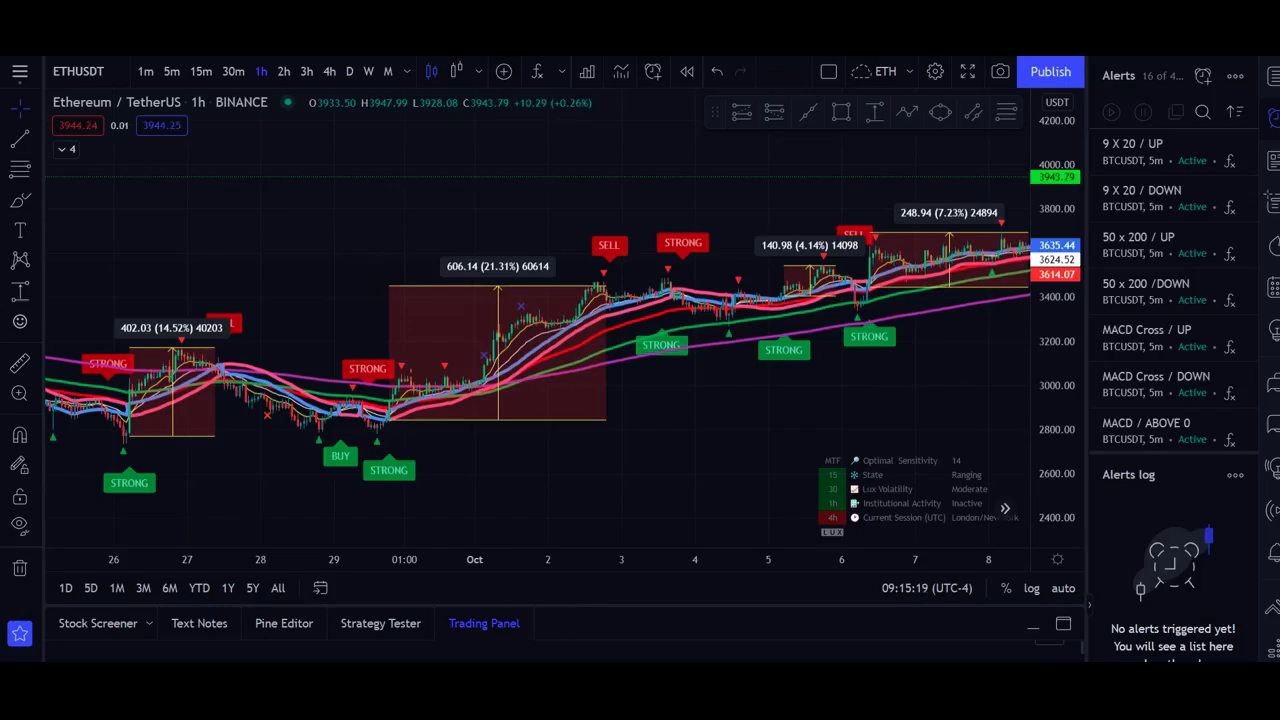 ETHUSDT 1m 5m 15m 30m 1h 2h 3h 4h D W M ETH Publish
Ethereum / TetherUS · 1h · BINANCE O3933.50 H3947.99 L3928.08 C3943.79 +10.29 (+0.26%)
3944.24 0.01 3944.25
4
USDT
4200.00
4000.00
3943.79
3800.00
3635.44
3624.52
3614.07
3400.00
3200.00
3000.00
2800.00
2600.00
2400.00
STRONG
402.03 (14.52%) 40203
STRONG
STRONG
BUY
STRONG
606.14 (21.31%) 60614
SELL
STRONG
STRONG
140.98 (4.14%) 14098
STRONG
STRONG
248.94 (7.23%) 24894
MTF Optimal Sensitivity 14
15 State Ranging
30 Lux Volatility Moderate
1h Institutional Activity Inactive
4h Current Session (UTC)
LUX
26 27 28 29 01:00 Oct 2 3 4 5 6 7 8
1D 5D 1M 3M 6M YTD 1Y 5Y All 09:15:19 (UTC-4) % log auto
Stock Screener Text Notes Pine Editor Strategy Tester Trading Panel
Alerts 16 of 4...
9 X 20 / UP
BTCUSDT, 5m • Active •
9 X 20 / DOWN
BTCUSDT, 5m • Active •
50 x 200 / UP
BTCUSDT, 5m • Active •
50 x 200 /DOWN
BTCUSDT, 5m • Active •
MACD Cross / UP
BTCUSDT, 5m • Active •
MACD Cross / DOWN
BTCUSDT, 5m • Active •
MACD / ABOVE 0
BTCUSDT, 5m • Active •
Alerts log
No alerts triggered yet!
You will see a list here